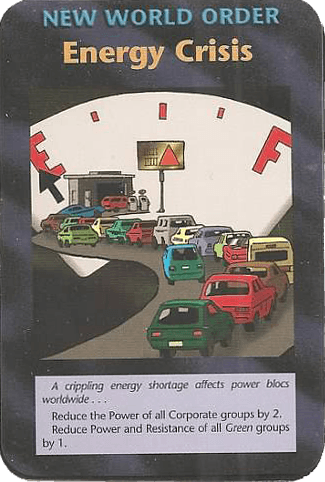 NEW WORLD ORDER
Energy Crisis
E
F
A crippling energy shortage affects power blocs
worldwide . . .
Reduce the Power of all Corporate groups by 2.
Reduce Power and Resistance of all Green groups
by 1.